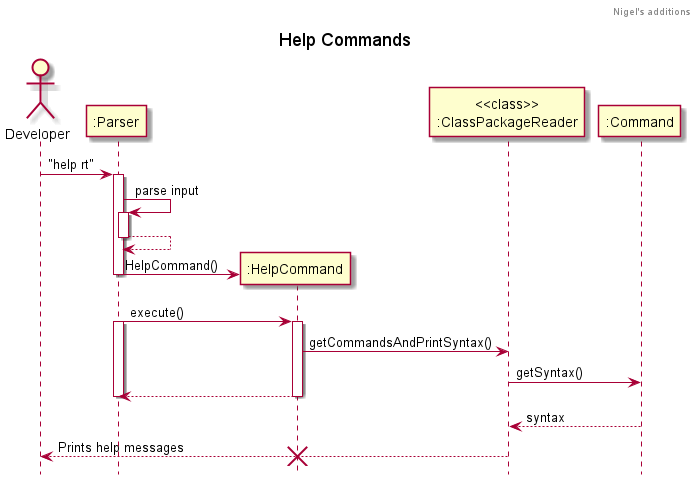 Nigel's additions
Help Commands
Developer
:Parser
<<class>>
:ClassPackageReader
:Command
"help rt"
parse input
HelpCommand()
:HelpCommand
execute()
getCommandsAndPrintSyntax()
getSyntax()
syntax
Prints help messages